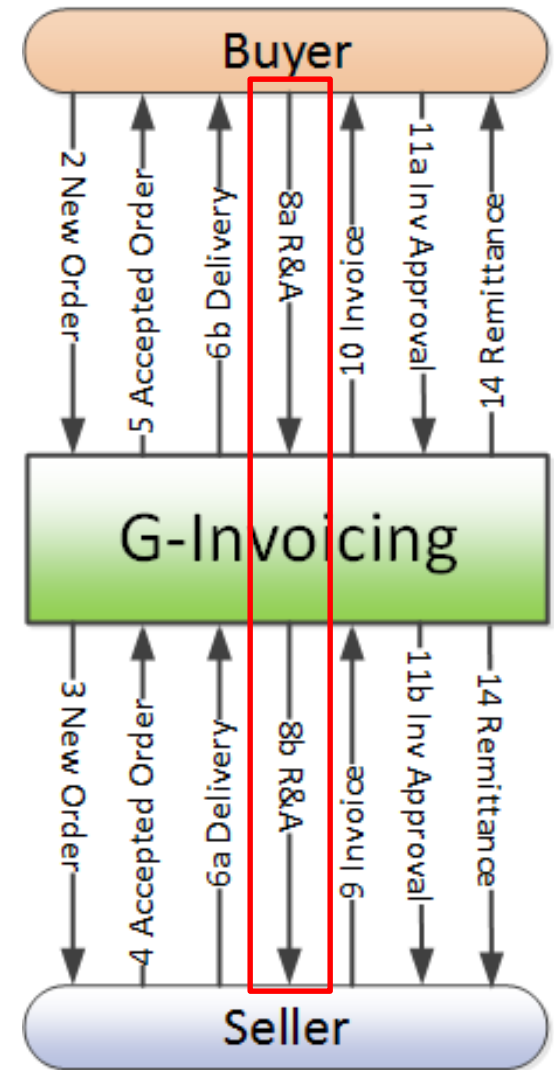 Buyer
2 New Order
5 Accepted Order
6b Delivery
8a R&A
10 Invoice
11a Inv Approval
14 Remittance
G-Invoicing
3 New Order
4 Accepted Order
6a Delivery
8b R&A
9 Invoice
11b Inv Approval
14 Remittance
Seller